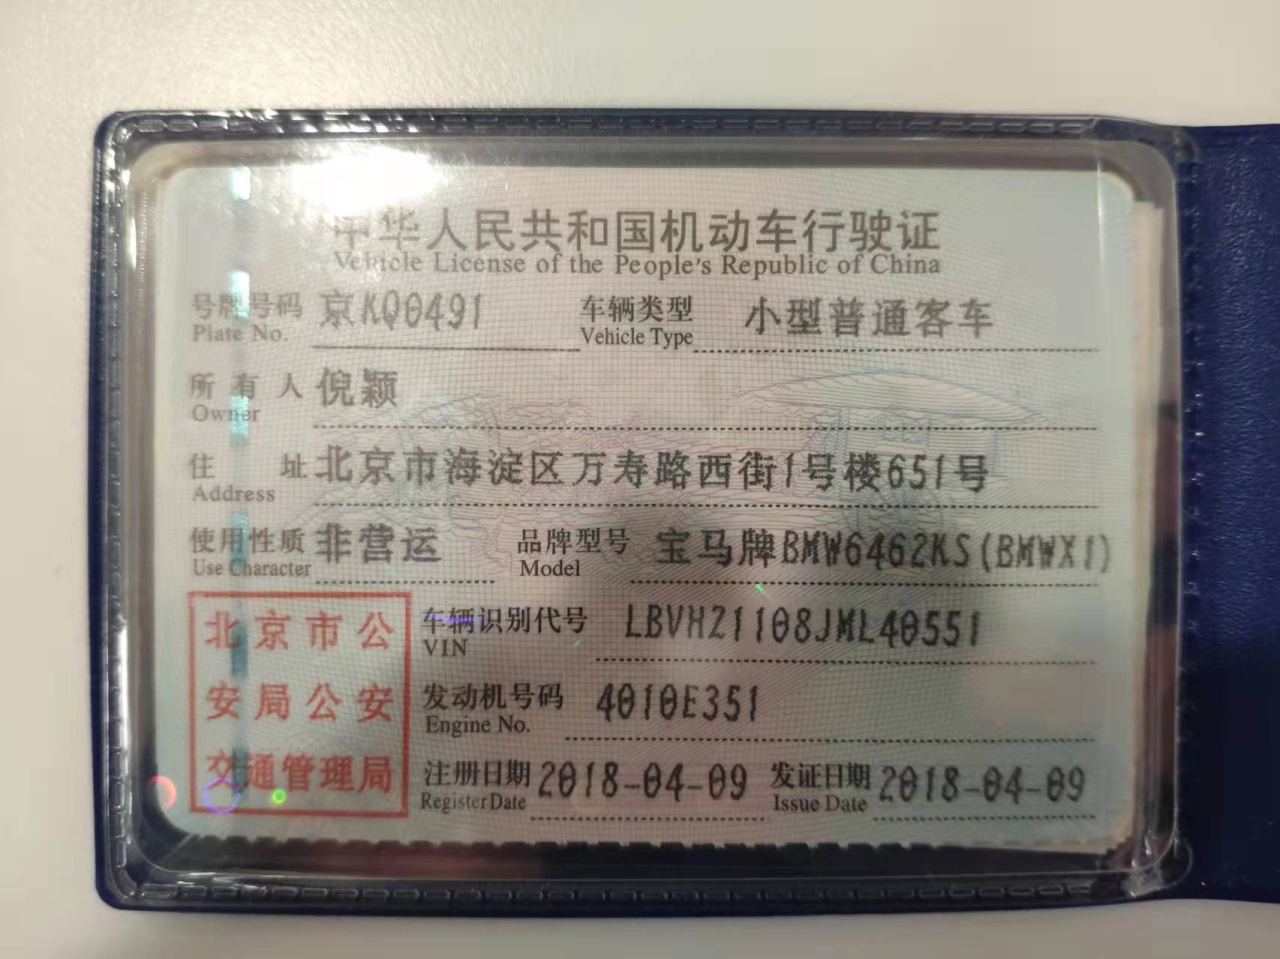 中华人民共和国机动车行驶证
Vehicle License of the People's Republic of China
号牌号码 京KQ0491 车辆类型 小型普通客车
Plate No. Vehicle Type
所有人 倪颖
Owner
住址 北京市海淀区万寿路西街1号楼651号
Address
使用性质 非营运 品牌型号 宝马牌BMW6462KS(BMWX1)
Use Character Model
北京市公
安局公安
交通管理局
车辆识别代号 LBVHZ1108JML40551
VIN
发动机号码 4010E351
Engine No.
注册日期 2018-04-09 发证日期 2018-04-09
Register Date Issue Date